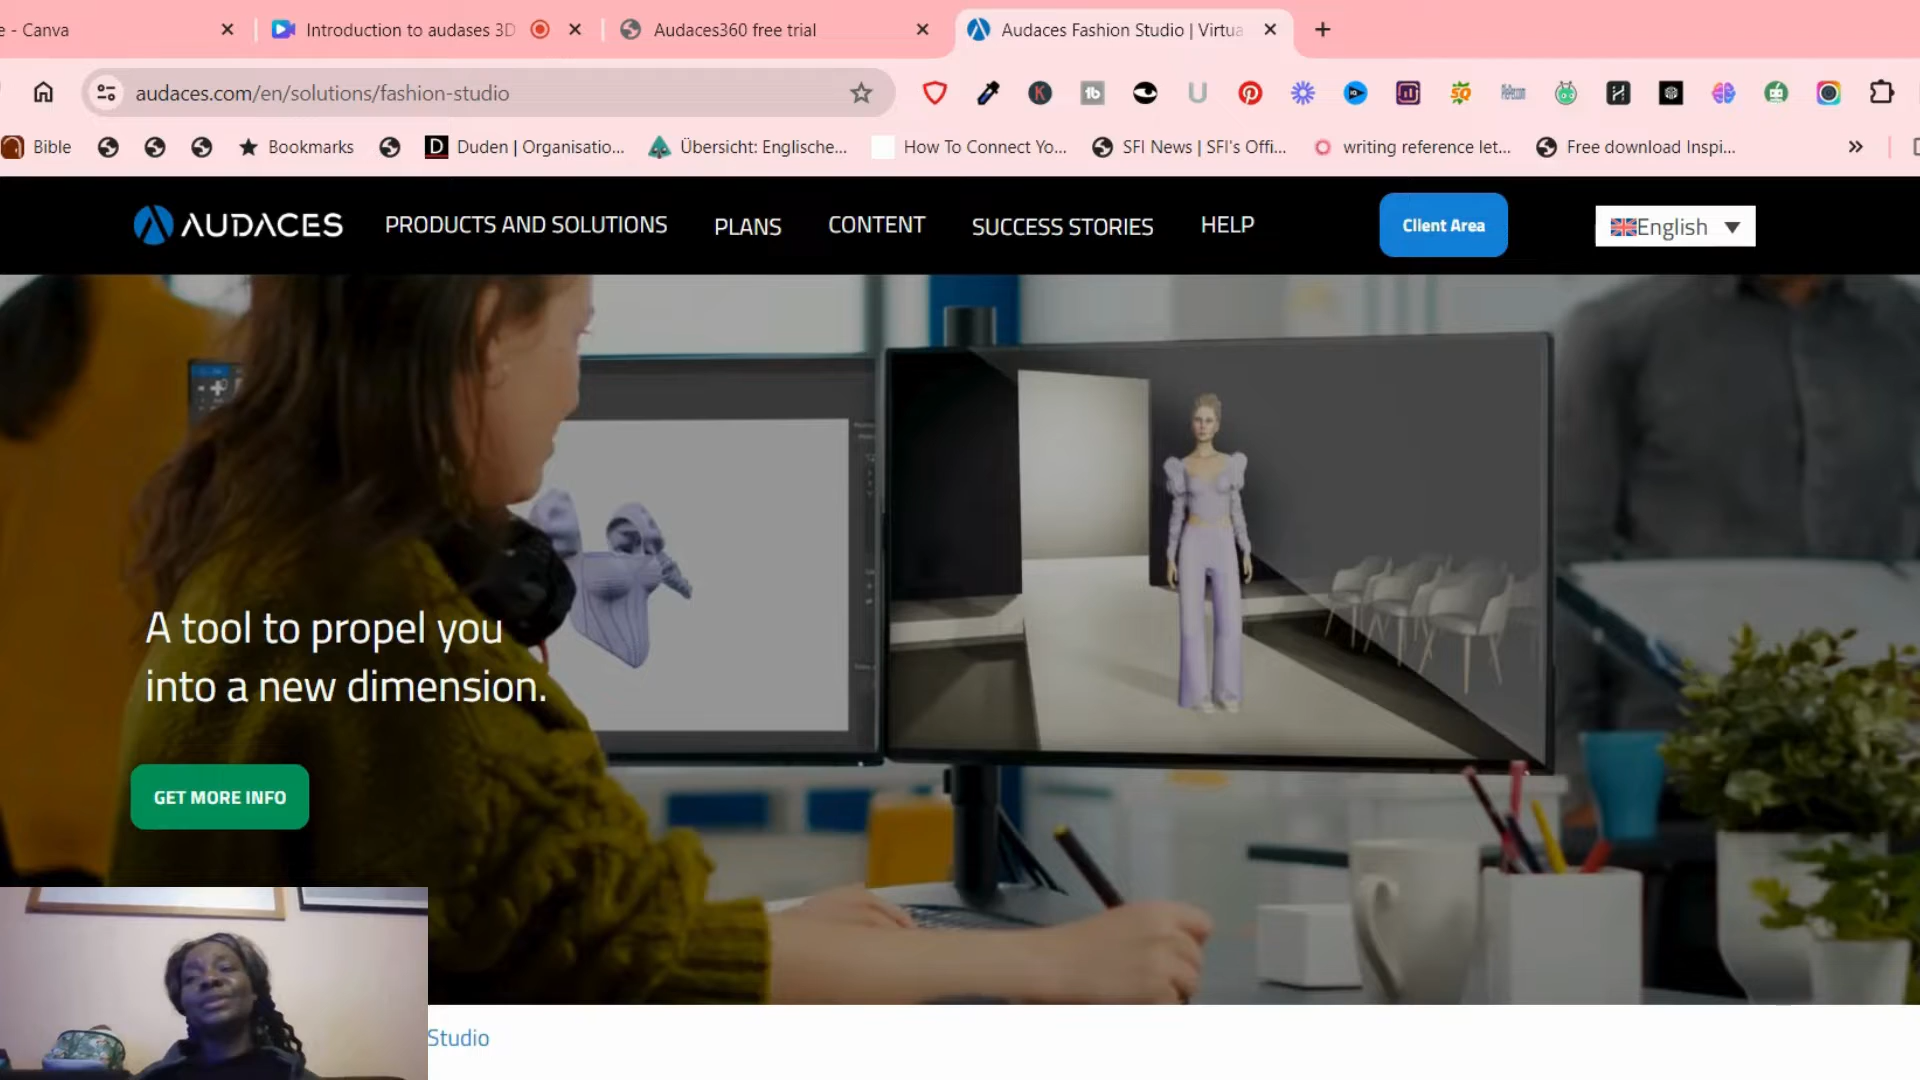 e - Canva
Introduction to audases 3D
Audaces360 free trial
Audaces Fashion Studio | Virtua
audaces.com/en/solutions/fashion-studio
Bible
Bookmarks
Duden | Organisatio...
Übersicht: Englische...
How To Connect Yo...
SFI News | SFI's Offi...
writing reference let...
Free download Inspi...
AUDACES
PRODUCTS AND SOLUTIONS
PLANS
CONTENT
SUCCESS STORIES
HELP
Client Area
English
A tool to propel you
into a new dimension.
GET MORE INFO
Studio